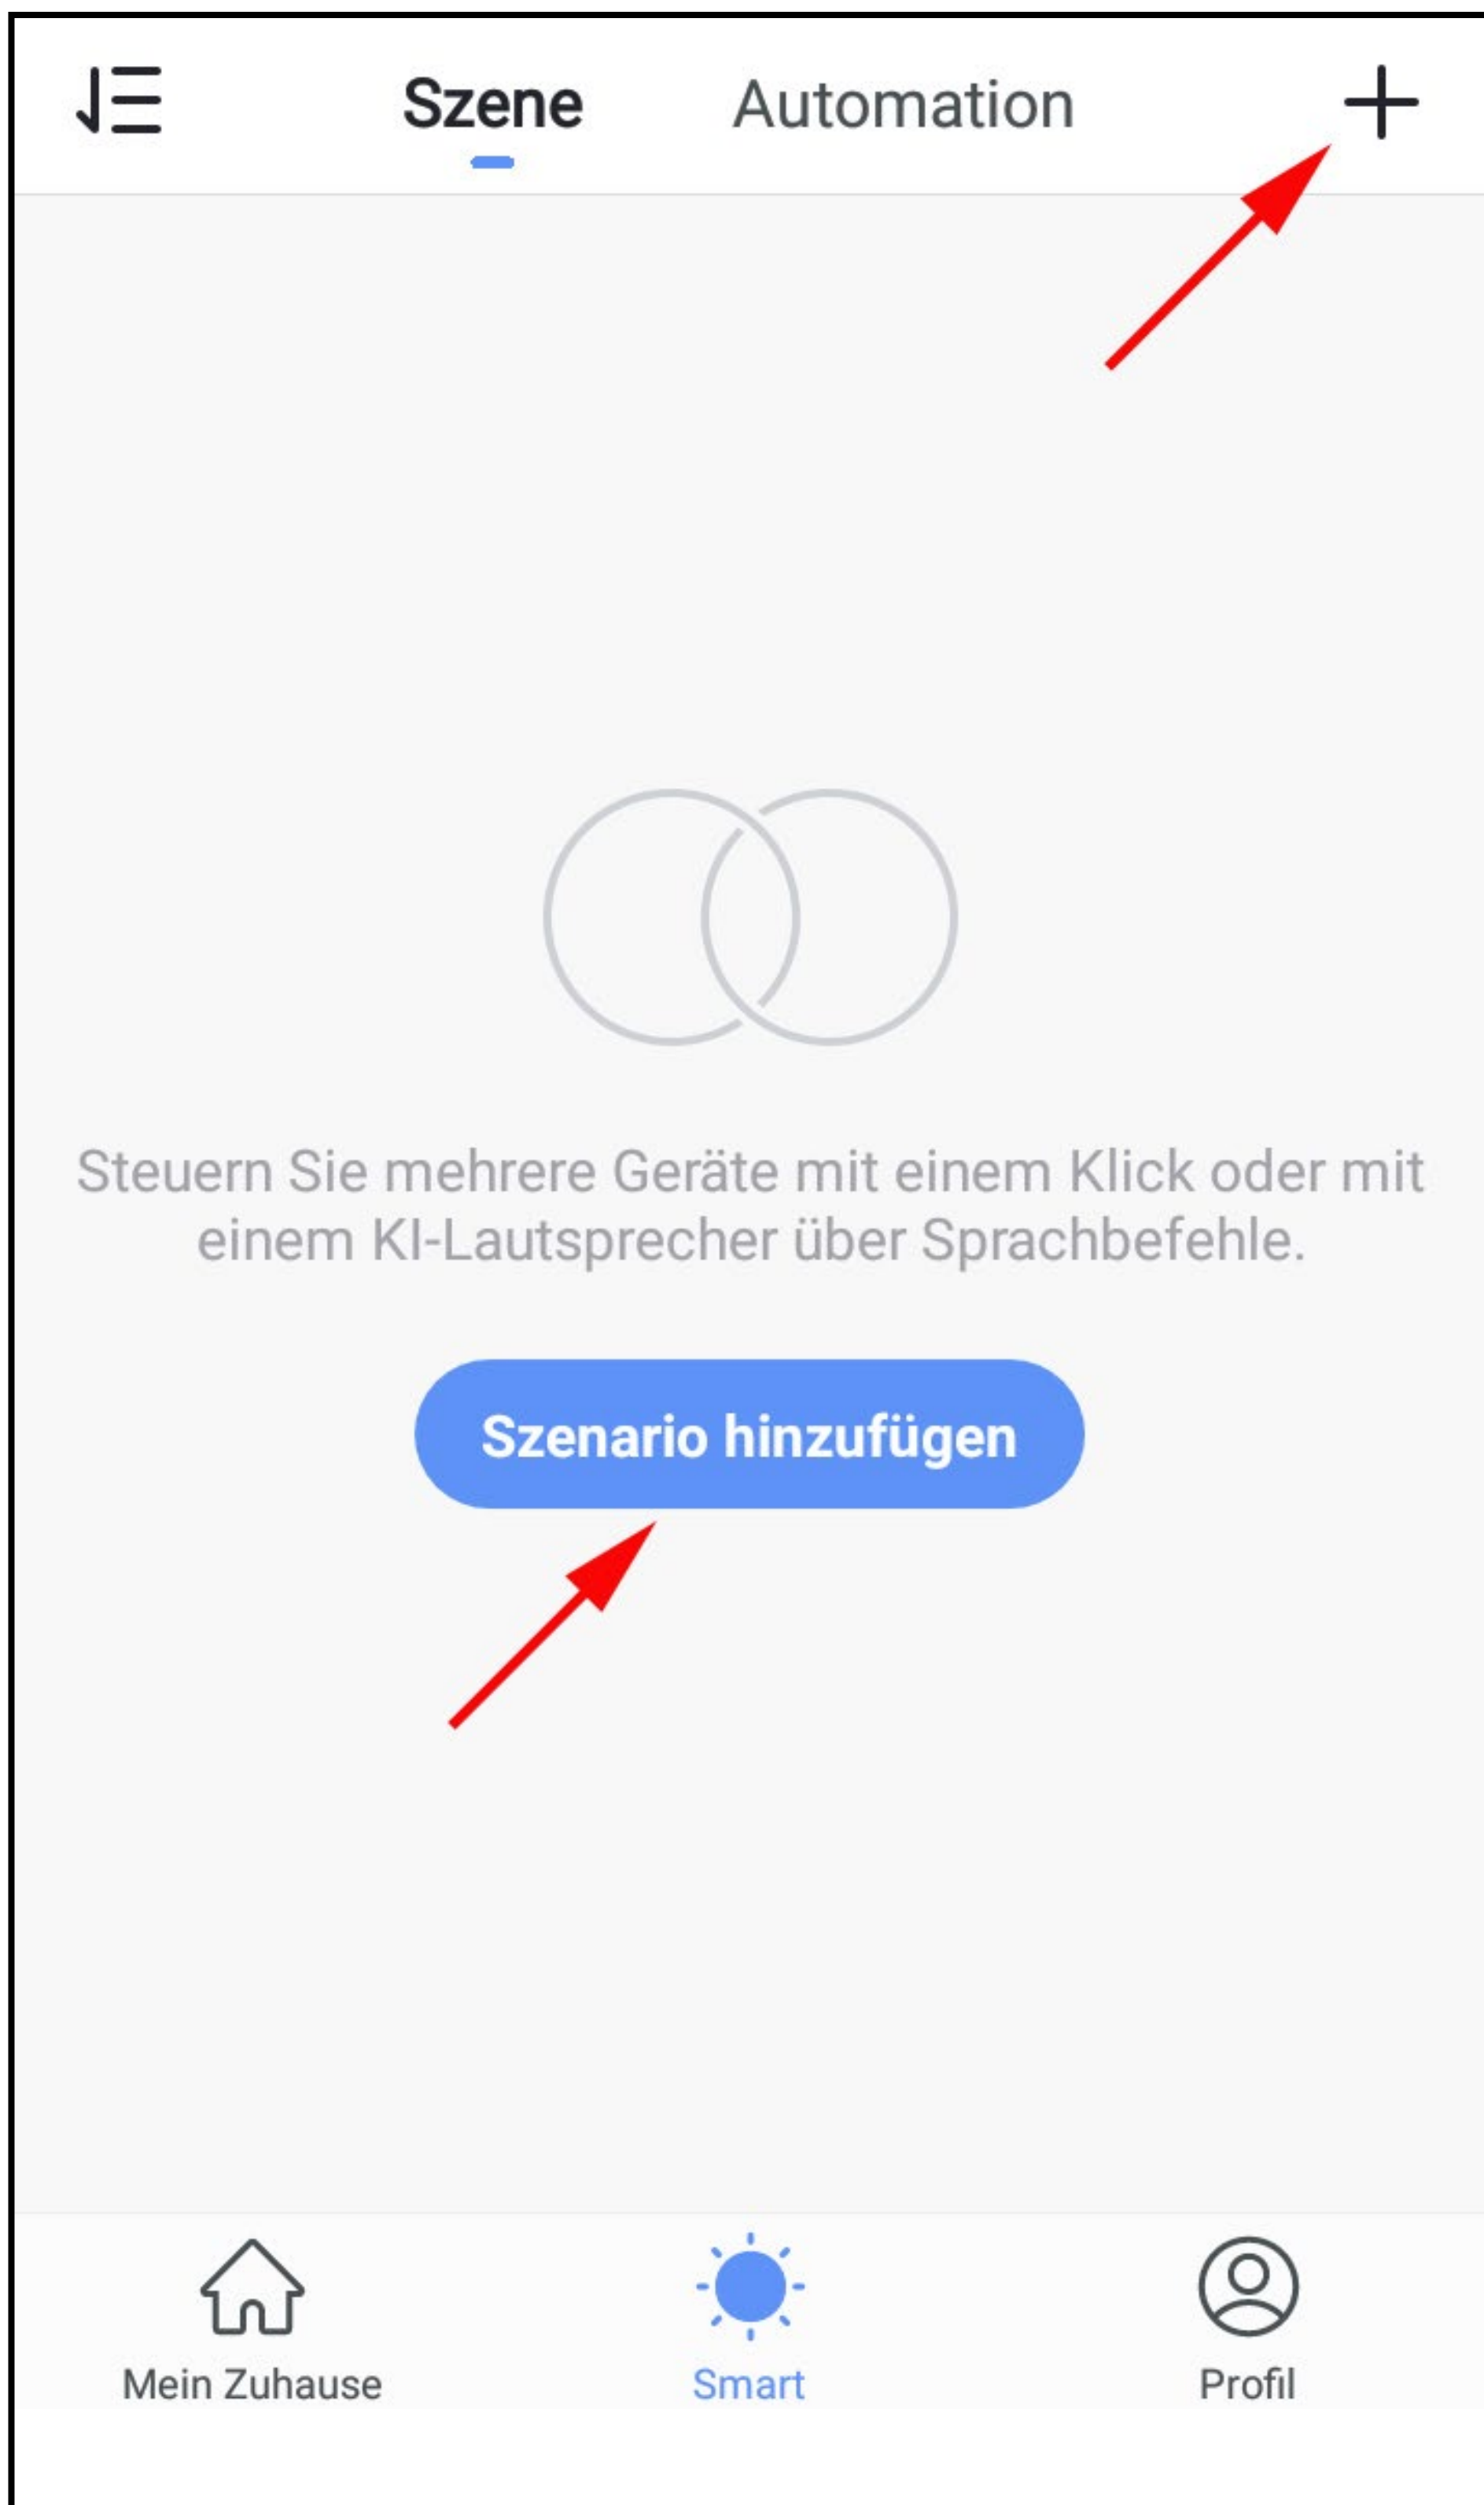 Szene Automation
Steuern Sie mehrere Geräte mit einem Klick oder mit
einem KI-Lautsprecher über Sprachbefehle.
Szenario hinzufügen
Mein Zuhause Smart Profil